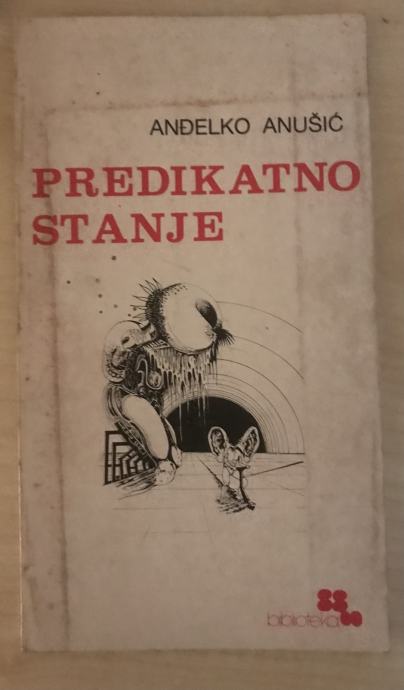 ANĐELKO ANUŠIĆ
PREDIKATNO
STANJE
biblioteka